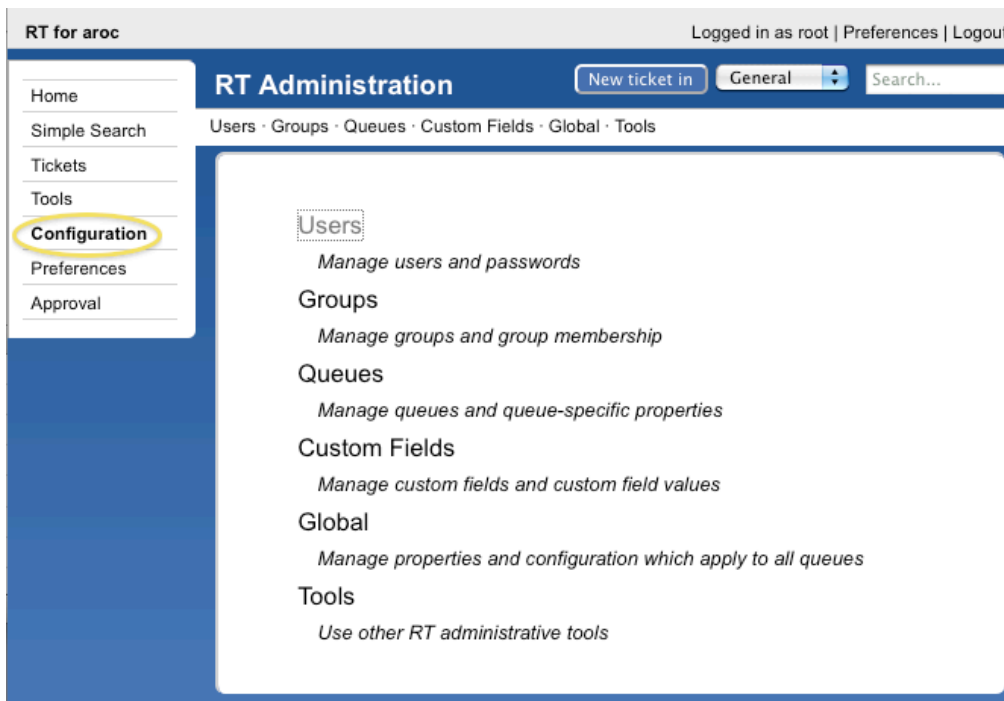 RT for aroc
Logged in as root | Preferences | Logout
Home
Simple Search
Tickets
Tools
Configuration
Preferences
Approval
RT Administration
New ticket in
General
Search...
Users · Groups · Queues · Custom Fields · Global · Tools
Users
Manage users and passwords
Groups
Manage groups and group membership
Queues
Manage queues and queue-specific properties
Custom Fields
Manage custom fields and custom field values
Global
Manage properties and configuration which apply to all queues
Tools
Use other RT administrative tools